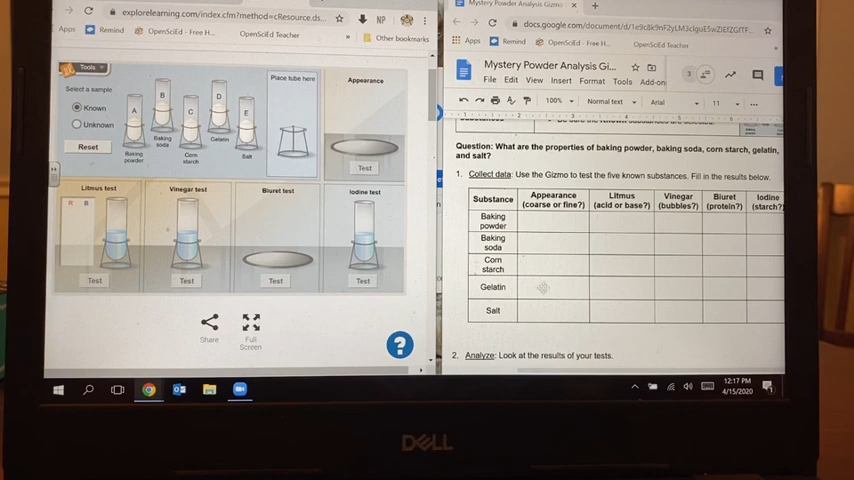 explorelearning.com/index.cfm?method=cResource.ds...
NP
Apps Remind OpenSciEd - Free H... OpenSciEd Teacher » Other bookmarks
Tools
Select a sample
Known
Unknown
Reset
A
Baking powder
B
Baking soda
C
Corn starch
D
Gelatin
E
Salt
Place tube here
Appearance
Test
Litmus test
R B
Test
Vinegar test
Test
Biuret test
Test
Iodine test
Test
Share
Full Screen
?
Mystery Powder Analysis Gizmo
docs.google.com/document/d/
Apps Remind OpenSciEd - Free H... OpenSciEd Teacher
Mystery Powder Analysis Gi...
File Edit View Insert Format Tools Add-on
3
100% Normal text Arial 11 ...
Question: What are the properties of baking powder, baking soda, corn starch, gelatin,
and salt?
1. Collect data: Use the Gizmo to test the five known substances. Fill in the results below.
Substance Appearance (coarse or fine?) Litmus (acid or base?) Vinegar (bubbles?) Biuret (protein?) Iodine (starch?)
Baking powder
Baking soda
Corn starch
Gelatin
Salt
2. Analyze: Look at the results of your tests.
12:17 PM
4/15/2020
DELL